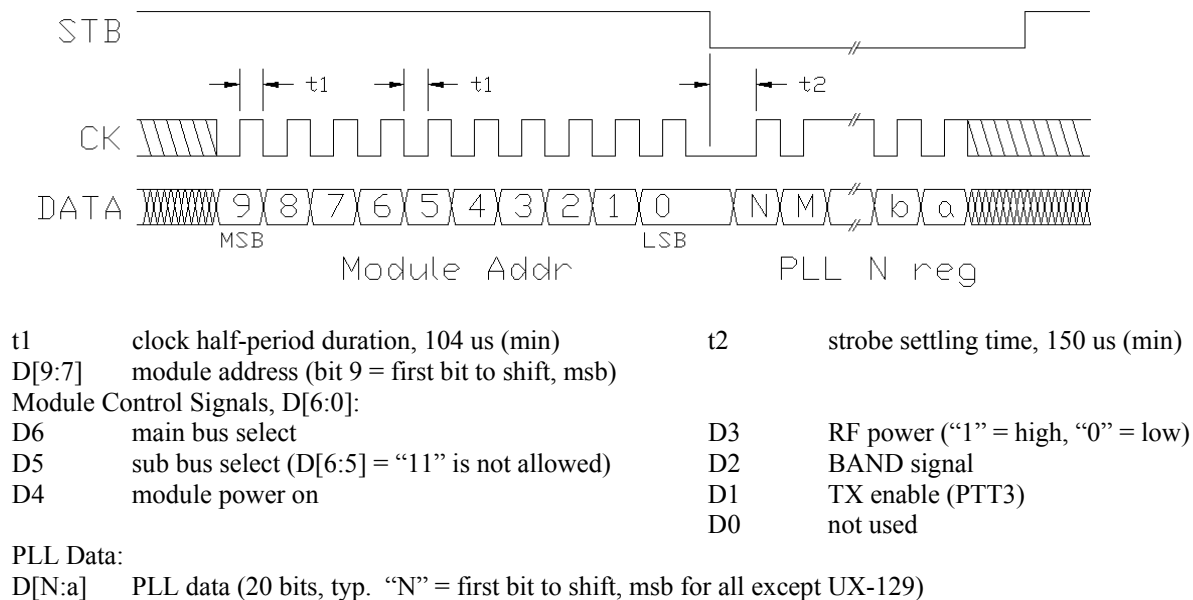 STB
t1 t1 t2
CK
DATA 9 8 7 6 5 4 3 2 1 0 N M b a
MSB LSB
Module Addr PLL N reg
t1 clock half-period duration, 104 us (min) t2 strobe settling time, 150 us (min)
D[9:7] module address (bit 9 = first bit to shift, msb)
Module Control Signals, D[6:0]:
D6 main bus select D3 RF power (“1” = high, “0” = low)
D5 sub bus select (D[6:5] = “11” is not allowed) D2 BAND signal
D4 module power on D1 TX enable (PTT3)
D0 not used
PLL Data:
D[N:a] PLL data (20 bits, typ. “N” = first bit to shift, msb for all except UX-129)